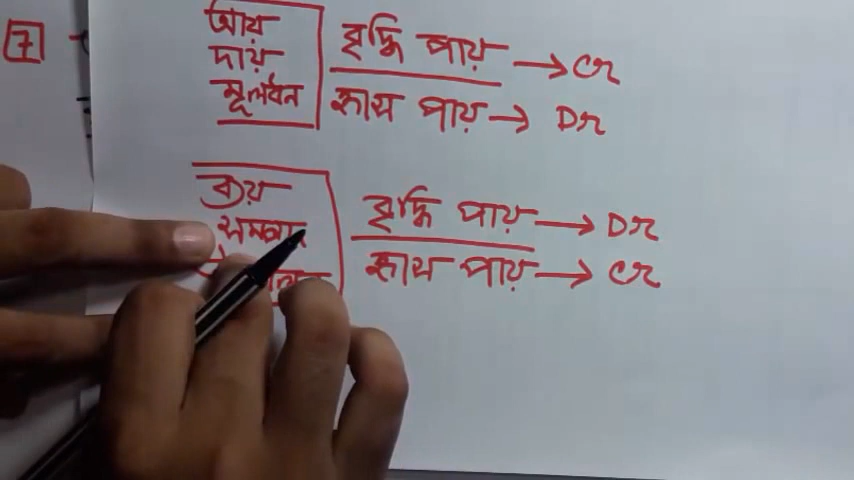 7
আয়
দায়
মূলধন
বৃদ্ধি পায় → Cr
হ্রাস পায় → Dr
ব্যয়
সম্পদ
বৃদ্ধি পায় → Dr
হ্রাস পায় → Cr